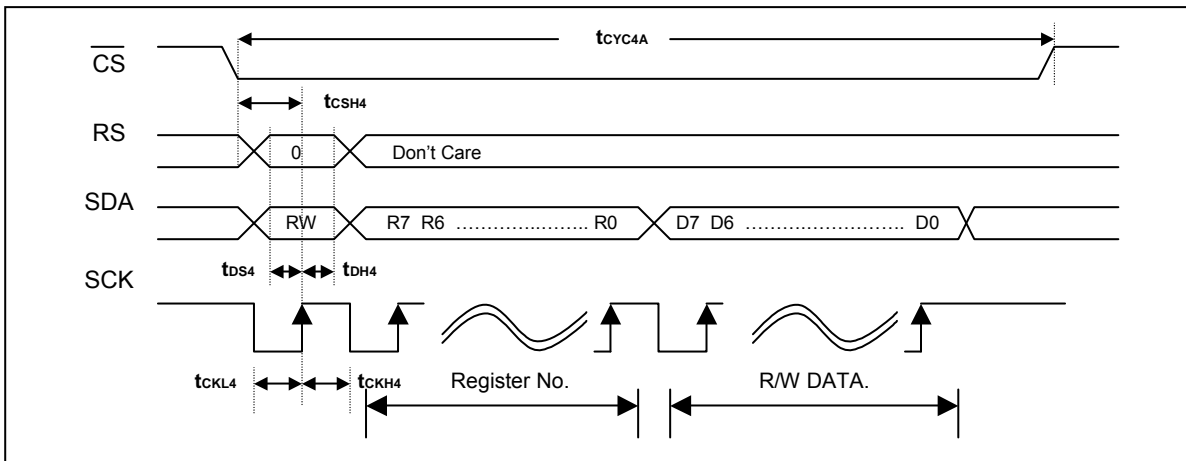 tCYC4A
CS
tCSH4
RS
0 Don't Care
SDA
RW R7 R6 ........................ R0 D7 D6 ............................ D0
tDS4 tDH4
SCK
tCKL4 tCKH4 Register No. R/W DATA.